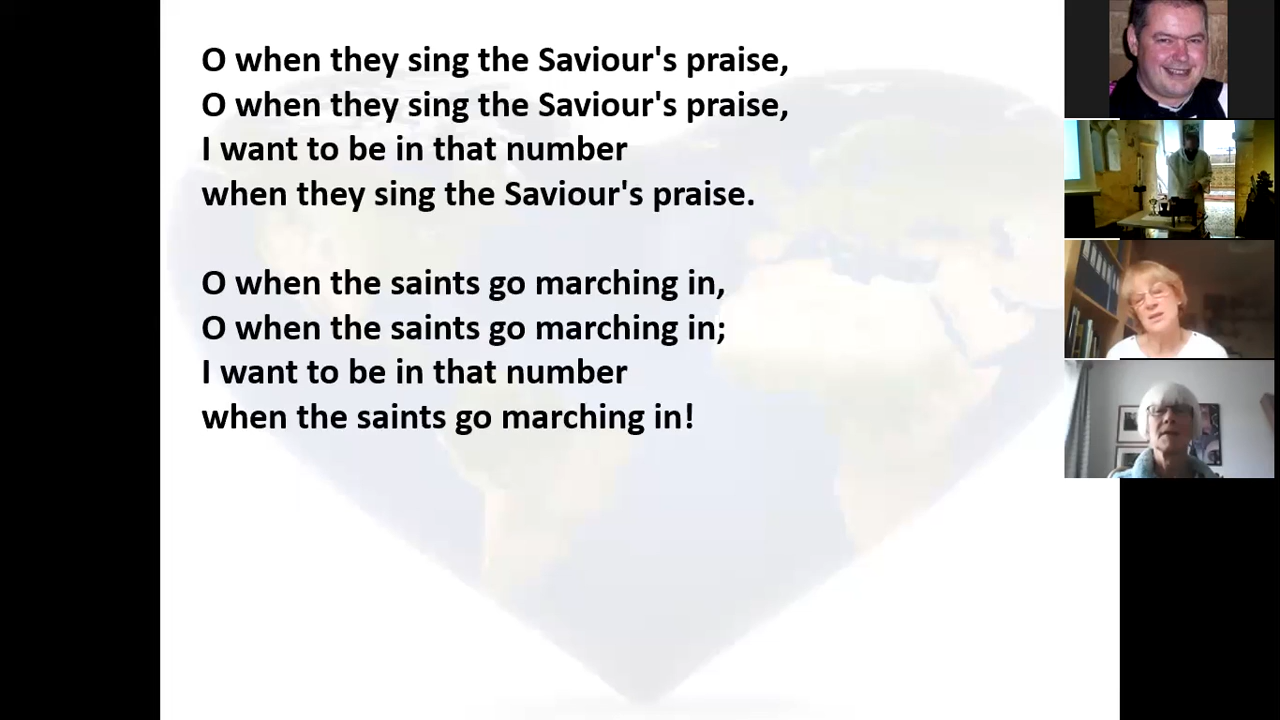 O when they sing the Saviour's praise,
O when they sing the Saviour's praise,
I want to be in that number
when they sing the Saviour's praise.
O when the saints go marching in,
O when the saints go marching in;
I want to be in that number
when the saints go marching in!